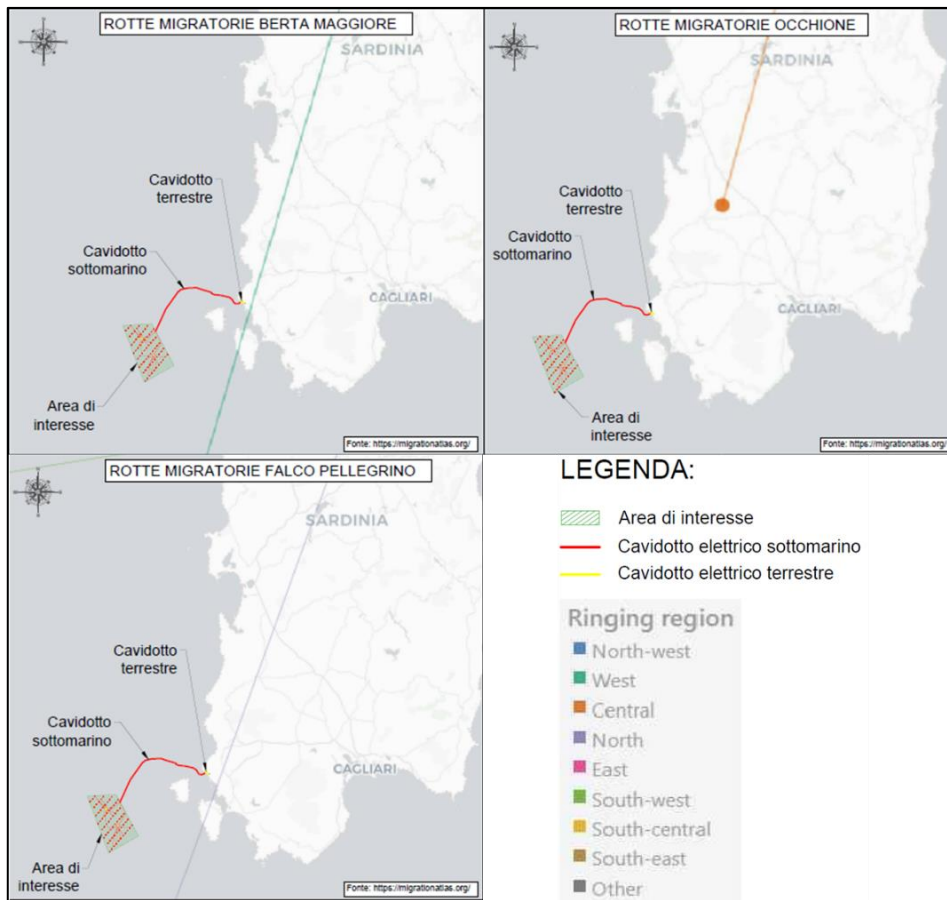 ROTTE MIGRATORIE BERTA MAGGIORE
SARDINIA
Cavidotto
terrestre
Cavidotto
sottomarino
CAGLIARI
Area di
interesse
Fonte: https://migrationatlas.org/
ROTTE MIGRATORIE OCCHIONE
SARDINIA
Cavidotto
terrestre
Cavidotto
sottomarino
CAGLIARI
Area di
interesse
Fonte: https://migrationatlas.org/
ROTTE MIGRATORIE FALCO PELLEGRINO
SARDINIA
Cavidotto
terrestre
Cavidotto
sottomarino
CAGLIARI
Area di
interesse
Fonte: https://migrationatlas.org/
LEGENDA:
Area di interesse
Cavidotto elettrico sottomarino
Cavidotto elettrico terrestre
Ringing region
North-west
West
Central
North
East
South-west
South-central
South-east
Other